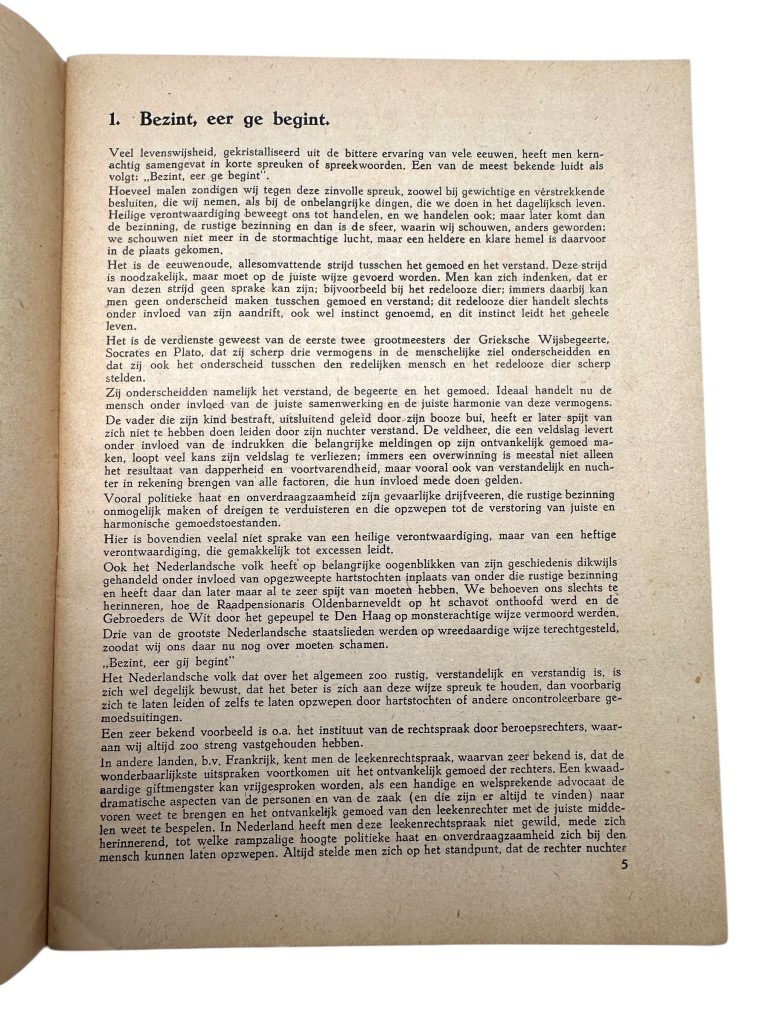 1. Bezint, eer ge begint.
Veel levenswijsheid, gekristalliseerd uit de bittere ervaring van vele eeuwen, heeft men kern-
achtig samengevat in korte spreuken of spreekwoorden. Een van de meest bekende luidt als
volgt: „Bezint, eer ge begint".
Hoeveel malen zondigen wij tegen deze zinvolle spreuk, zoowel bij gewichtige en vérstrekkende
besluiten, die wij nemen, als bij de onbelangrijke dingen, die we doen in het dagelijksch leven.
Heilige verontwaardiging beweegt ons tot handelen, en we handelen ook; maar later komt dan
de bezinning, de rustige bezinning en dan is de sfeer, waarin wij schouwen, anders geworden;
we schouwen niet meer in de stormachtige lucht, maar een heldere en klare hemel is daarvoor
in de plaats gekomen.
Het is de eeuwenoude, allesomvattende strijd tusschen het gemoed en het verstand. Deze strijd
is noodzakelijk, maar moet op de juiste wijze gevoerd worden. Men kan zich indenken, dat er
van dezen strijd geen sprake kan zijn; bijvoorbeeld bij het redelooze dier; immers daarbij kan
men geen onderscheid maken tusschen gemoed en verstand; dit redelooze dier handelt slechts
onder invloed van zijn aandrift, ook wel instinct genoemd, en dit instinct leidt het geheele
leven.
Het is de verdienste geweest van de eerste twee grootmeesters der Grieksche Wijsbegeerte,
Socrates en Plato, dat zij scherp drie vermogens in de menschelijke ziel onderscheidden en
dat zij ook het onderscheid tusschen den redelijken mensch en het redelooze dier scherp
stelden.
Zij onderscheidden namelijk het verstand, de begeerte en het gemoed. Ideaal handelt nu de
mensch onder invloed van de juiste samenwerking en de juiste harmonie van deze vermogens.
De vader die zijn kind bestraft, uitsluitend geleid door zijn booze bui, heeft er later spijt van
zich niet te hebben doen leiden door zijn nuchter verstand. De veldheer, die een veldslag levert
onder invloed van de indrukken die belangrijke meldingen op zijn ontvankelijk gemoed ma-
ken, loopt veel kans zijn veldslag te verliezen; immers een overwinning is meestal niet alleen
het resultaat van dapperheid en voortvarendheid, maar vooral ook van verstandelijk en nuch-
ter in rekening brengen van alle factoren, die hun invloed mede doen gelden.
Vooral politieke haat en onverdraagzaamheid zijn gevaarlijke drijfveeren, die rustige bezinning
onmogelijk maken of dreigen te verduisteren en die opzwepen tot de verstoring van juiste en
harmonische gemoedstoestanden.
Hier is bovendien veelal niet sprake van een heilige verontwaardiging, maar van een heftige
verontwaardiging, die gemakkelijk tot excessen leidt.
Ook het Nederlandsche volk heeft op belangrijke oogenblikken van zijn geschiedenis dikwijls
gehandeld onder invloed van opgezweepte hartstochten inplaats van onder die rustige bezinning
en heeft daar dan later maar al te zeer spijt van moeten hebben. We behoeven ons slechts te
herinneren, hoe de Raadpensionaris Oldenbarneveldt op ht schavot onthoofd werd en de
Gebroeders de Wit door het gepeupel te Den Haag op monsterachtige wijze vermoord werden.
Drie van de grootste Nederlandsche staatslieden werden op wreedaardige wijze terechtgesteld,
zoodat wij ons daar nu nog over moeten schamen.
„Bezint, eer gij begint"
Het Nederlandsche volk dat over het algemeen zoo rustig, verstandelijk en verstandig is, is
zich wel degelijk bewust, dat het beter is zich aan deze wijze spreuk te houden, dan voorbarig
zich te laten leiden of zelfs te laten opzwepen door hartstochten of andere oncontroleerbare ge-
moedsuitingen.
Een zeer bekend voorbeeld is o.a. het instituut van de rechtspraak door beroepsrechters, waar-
aan wij altijd zoo streng vastgehouden hebben.
In andere landen, b.v. Frankrijk, kent men de leekenrechtspraak, waarvan zeer bekend is, dat de
wonderbaarlijkste uitspraken voortkomen uit het ontvankelijk gemoed der rechters. Een kwaad-
aardige giftmengster kan vrijgesproken worden, als een handige en welsprekende advocaat de
dramatische aspecten van de personen en van de zaak (en die zijn er altijd te vinden) naar
voren weet te brengen en het ontvankelijk gemoed van den leekenrechter met de juiste midde-
len weet te bespelen. In Nederland heeft men deze leekenrechtspraak niet gewild, mede zich
herinnerend, tot welke rampzalige hoogte politieke haat en onverdraagzaamheid zich bij den
mensch kunnen laten opzwepen. Altijd stelde men zich op het standpunt, dat de rechter nuchter
5